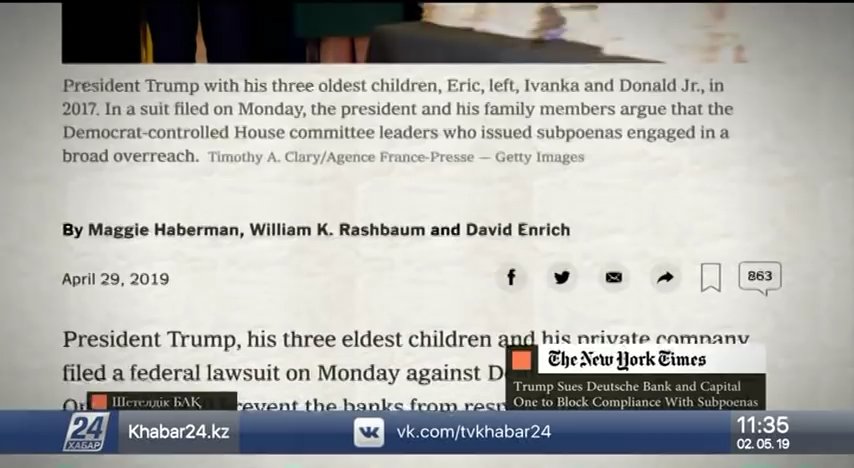 President Trump with his three oldest children, Eric, left, Ivanka and Donald Jr., in
2017. In a suit filed on Monday, the president and his family members argue that the
Democrat-controlled House committee leaders who issued subpoenas engaged in a
broad overreach. Timothy A. Clary/Agence France-Presse — Getty Images
By Maggie Haberman, William K. Rashbaum and David Enrich
April 29, 2019
863
President Trump, his three eldest children and his private company
filed a federal lawsuit on Monday against
the banks from
The New York Times
Trump Sues Deutsche Bank and Capital
One to Block Compliance With Subpoenas
Шетелдік БАҚ
24
ХАБАР
Khabar24.kz
vk.com/tvkhabar24
11:35
02.05.19